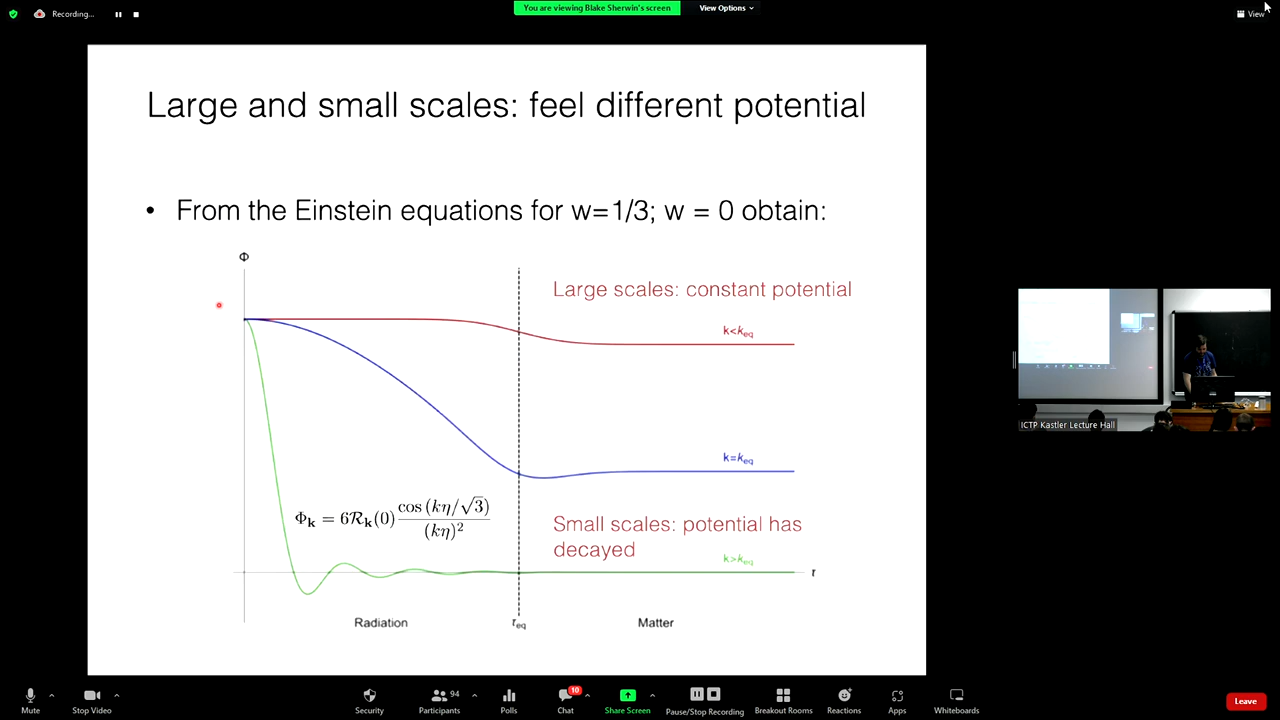 Recording...
You are viewing Blake Sherwin's screen
View Options
View
Large and small scales: feel different potential
• From the Einstein equations for w=1/3; w = 0 obtain:
Φ
Large scales: constant potential
k<k_eq
k=k_eq
Φ_k = 6R_k(0) cos (kη/√3) / (kη)^2
Small scales: potential has
decayed
k>k_eq
τ
Radiation
τ_eq
Matter
ICTP Kastler Lecture Hall
Mute
Stop Video
Security
94
Participants
Polls
10
Chat
Share Screen
Pause/Stop Recording
Breakout Rooms
Reactions
Apps
Whiteboards
Leave